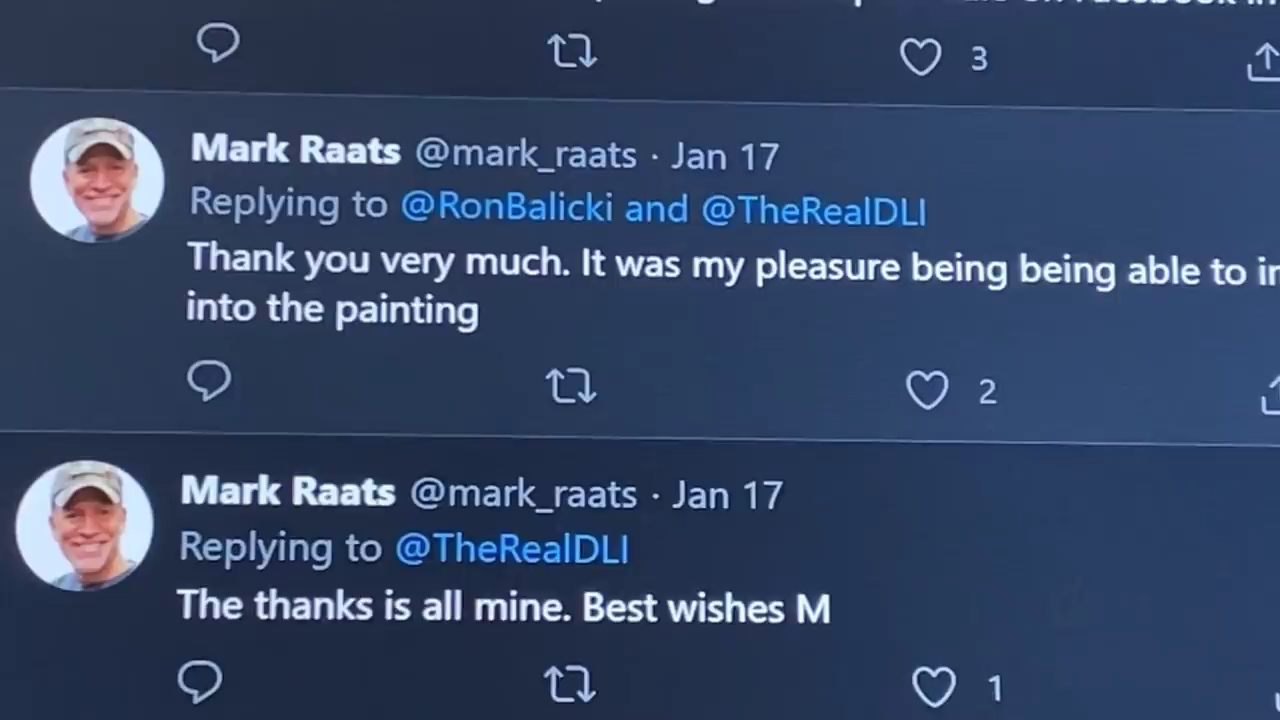 3
Mark Raats @mark_raats · Jan 17
Replying to @RonBalicki and @TheRealDLI
Thank you very much. It was my pleasure being being able to
into the painting
2
Mark Raats @mark_raats · Jan 17
Replying to @TheRealDLI
The thanks is all mine. Best wishes M
1